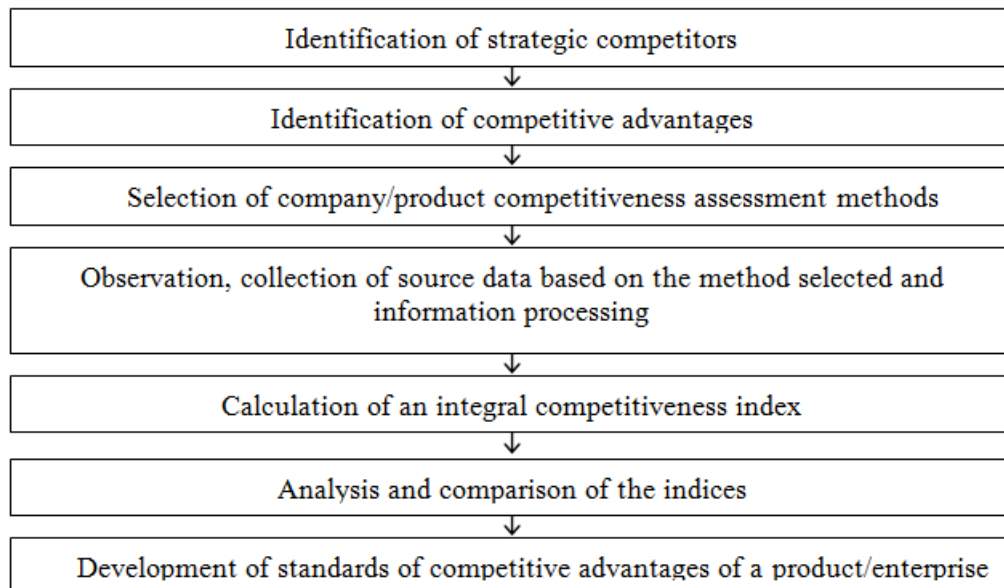 Identification of strategic competitors
Identification of competitive advantages
Selection of company/product competitiveness assessment methods
Observation, collection of source data based on the method selected and
information processing
Calculation of an integral competitiveness index
Analysis and comparison of the indices
Development of standards of competitive advantages of a product/enterprise